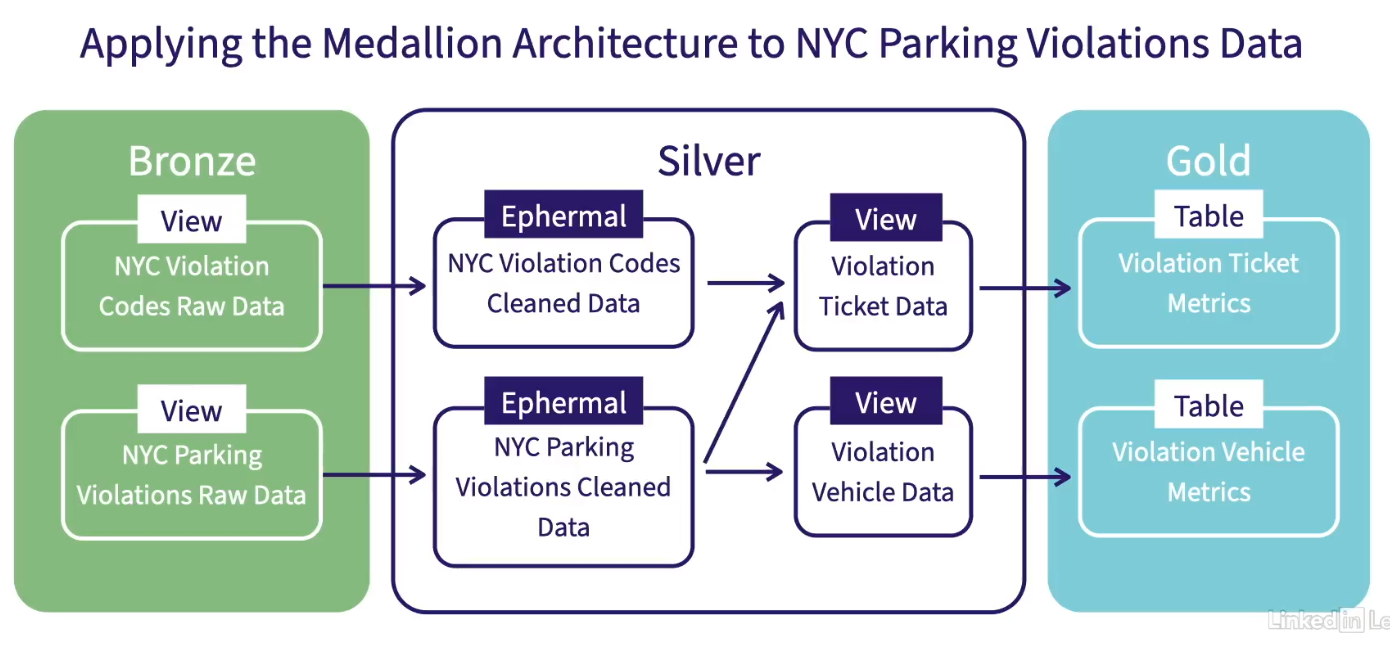 Applying the Medallion Architecture to NYC Parking Violations Data
Bronze
View
NYC Violation
Codes Raw Data
View
NYC Parking
Violations Raw Data
Silver
Ephermal
NYC Violation Codes
Cleaned Data
Ephermal
NYC Parking
Violations Cleaned
Data
View
Violation
Ticket Data
View
Violation
Vehicle Data
Gold
Table
Violation Ticket
Metrics
Table
Violation Vehicle
Metrics
Linked in